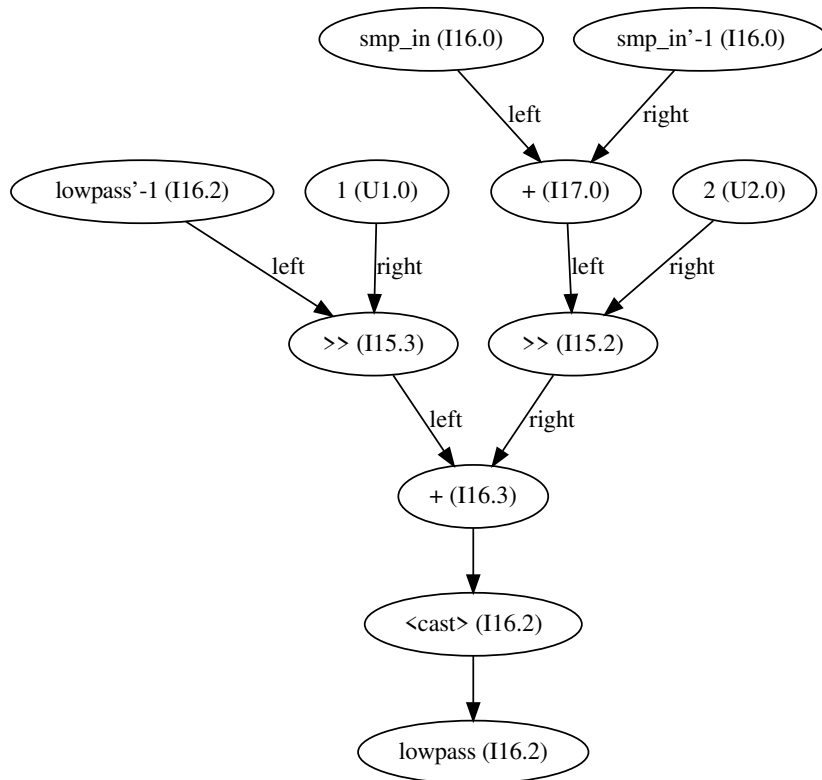 smp_in (I16.0)
smp_in’-1 (I16.0)
left
right
lowpass’-1 (I16.2)
1 (U1.0)
+ (I17.0)
2 (U2.0)
left
right
left
right
>> (I15.3)
>> (I15.2)
left
right
+ (I16.3)
<cast> (I16.2)
lowpass (I16.2)